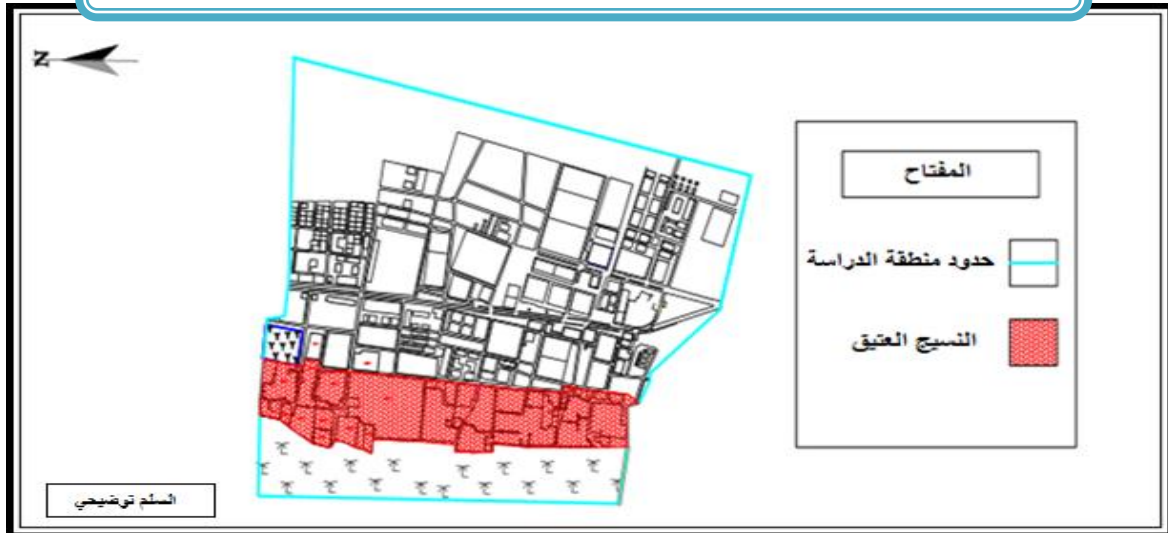 N
المفتاح
حدود منطقة الدراسة
النسيج العتيق
السلم توضيحي